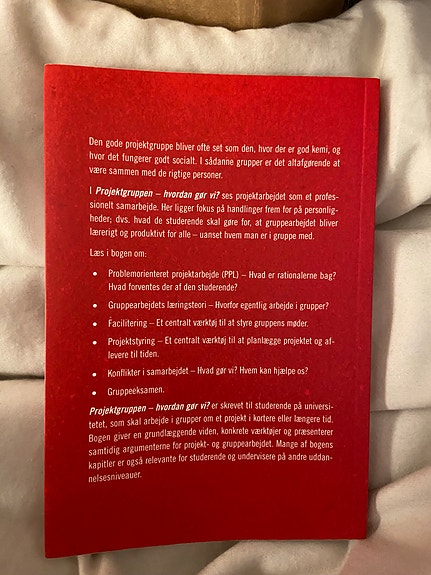 Den gode projektgruppe bliver ofte set som den, hvor der er god kemi, og
hvor det fungerer godt socialt. I sådanne grupper er det altafgørende at
være sammen med de rigtige personer.
I Projektgruppen – hvordan gør vi? ses projektarbejdet som et profes-
sionelt samarbejde. Her ligger fokus på handlinger frem for på personlig-
heder; dvs. hvad de studerende skal gøre for, at gruppearbejdet bliver
lærerigt og produktivt for alle – uanset hvem man er i gruppe med.
Læs i bogen om:
• Problemorienteret projektarbejde (PPL) – Hvad er rationalerne bag?
Hvad forventes der af den studerende?
• Gruppearbejdets læringsteori – Hvorfor egentlig arbejde i grupper?
• Facilitering – Et centralt værktøj til at styre gruppens møder.
• Projektstyring – Et centralt værktøj til at planlægge projektet og af-
levere til tiden.
• Konflikter i samarbejdet – Hvad gør vi? Hvem kan hjælpe os?
• Gruppeeksamen.
Projektgruppen – hvordan gør vi? er skrevet til studerende på universi-
tetet, som skal arbejde i grupper om et projekt i kortere eller længere tid.
Bogen giver en grundlæggende viden, konkrete værktøjer og præsenterer
samtidig argumenterne for projekt- og gruppearbejdet. Mange af bogens
kapitler er også relevante for studerende og undervisere på andre uddan-
nelsesniveauer.